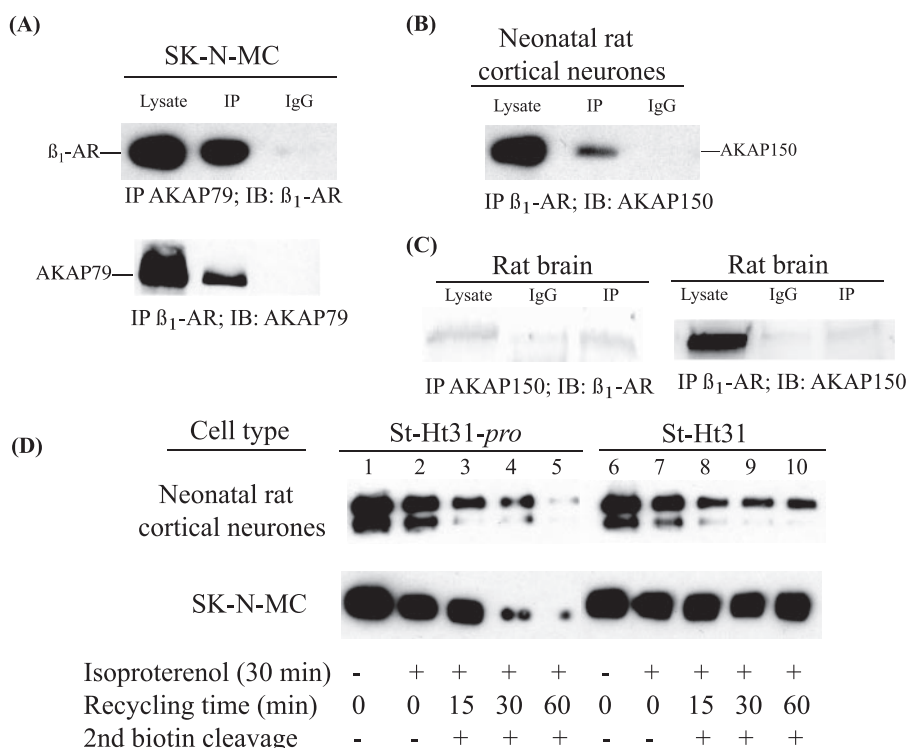 (A)
SK-N-MC
Lysate IP IgG
ß₁-AR
IP AKAP79; IB: ß₁-AR
AKAP79
IP ß₁-AR; IB: AKAP79
(B)
Neonatal rat
cortical neurones
Lysate IP IgG
AKAP150
IP ß₁-AR; IB: AKAP150
(C)
Rat brain
Lysate IgG IP
IP AKAP150; IB: ß₁-AR
Rat brain
Lysate IgG IP
IP ß₁-AR; IB: AKAP150
(D)
Cell type St-Ht31-pro St-Ht31
1 2 3 4 5 6 7 8 9 10
Neonatal rat
cortical neurones
SK-N-MC
Isoproterenol (30 min) - + + + + - + + + +
Recycling time (min) 0 0 15 30 60 0 0 15 30 60
2nd biotin cleavage - - + + + - - + + +